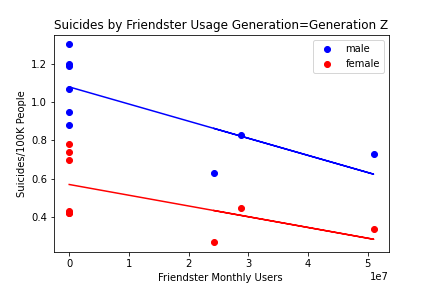 Suicides by Friendster Usage Generation=Generation Z
male
female
Suicides/100K People
1.2
1.0
0.8
0.6
0.4
0 1 2 3 4 5
1e7
Friendster Monthly Users